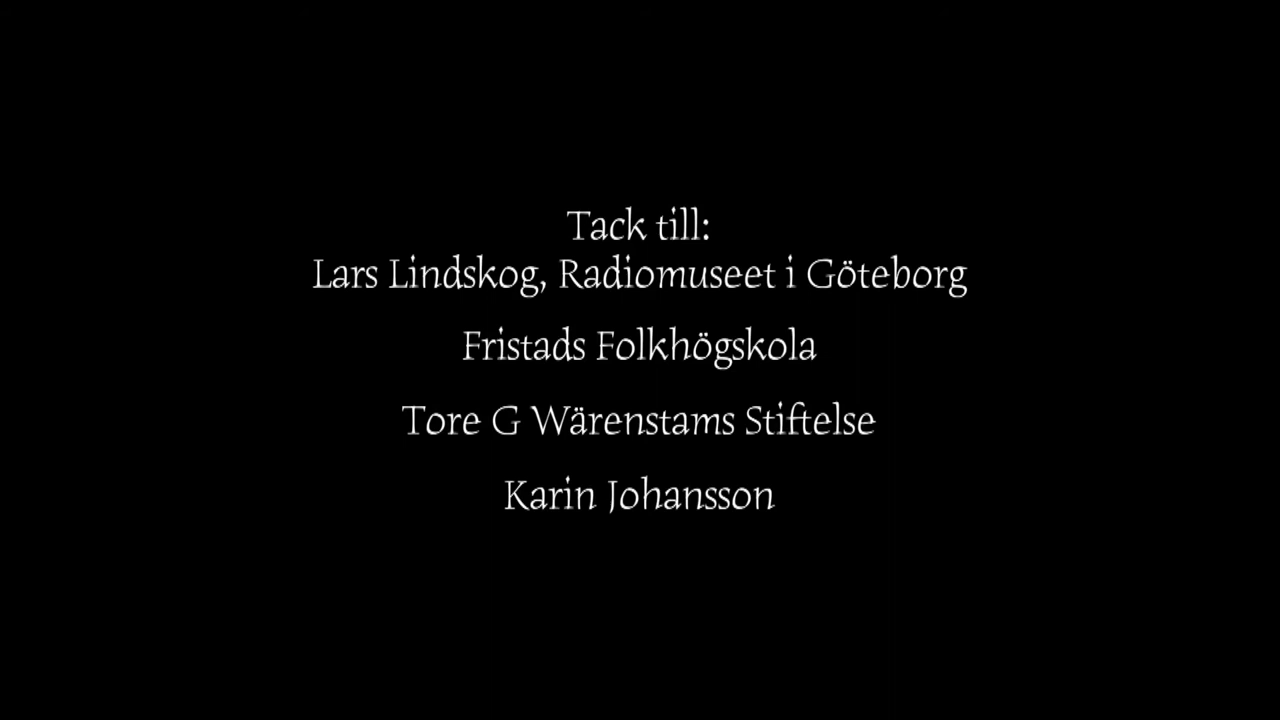 Tack till:
Lars Lindskog, Radiomuseet i Göteborg
Fristads Folkhögskola
Tore G Wärenstams Stiftelse
Karin Johansson